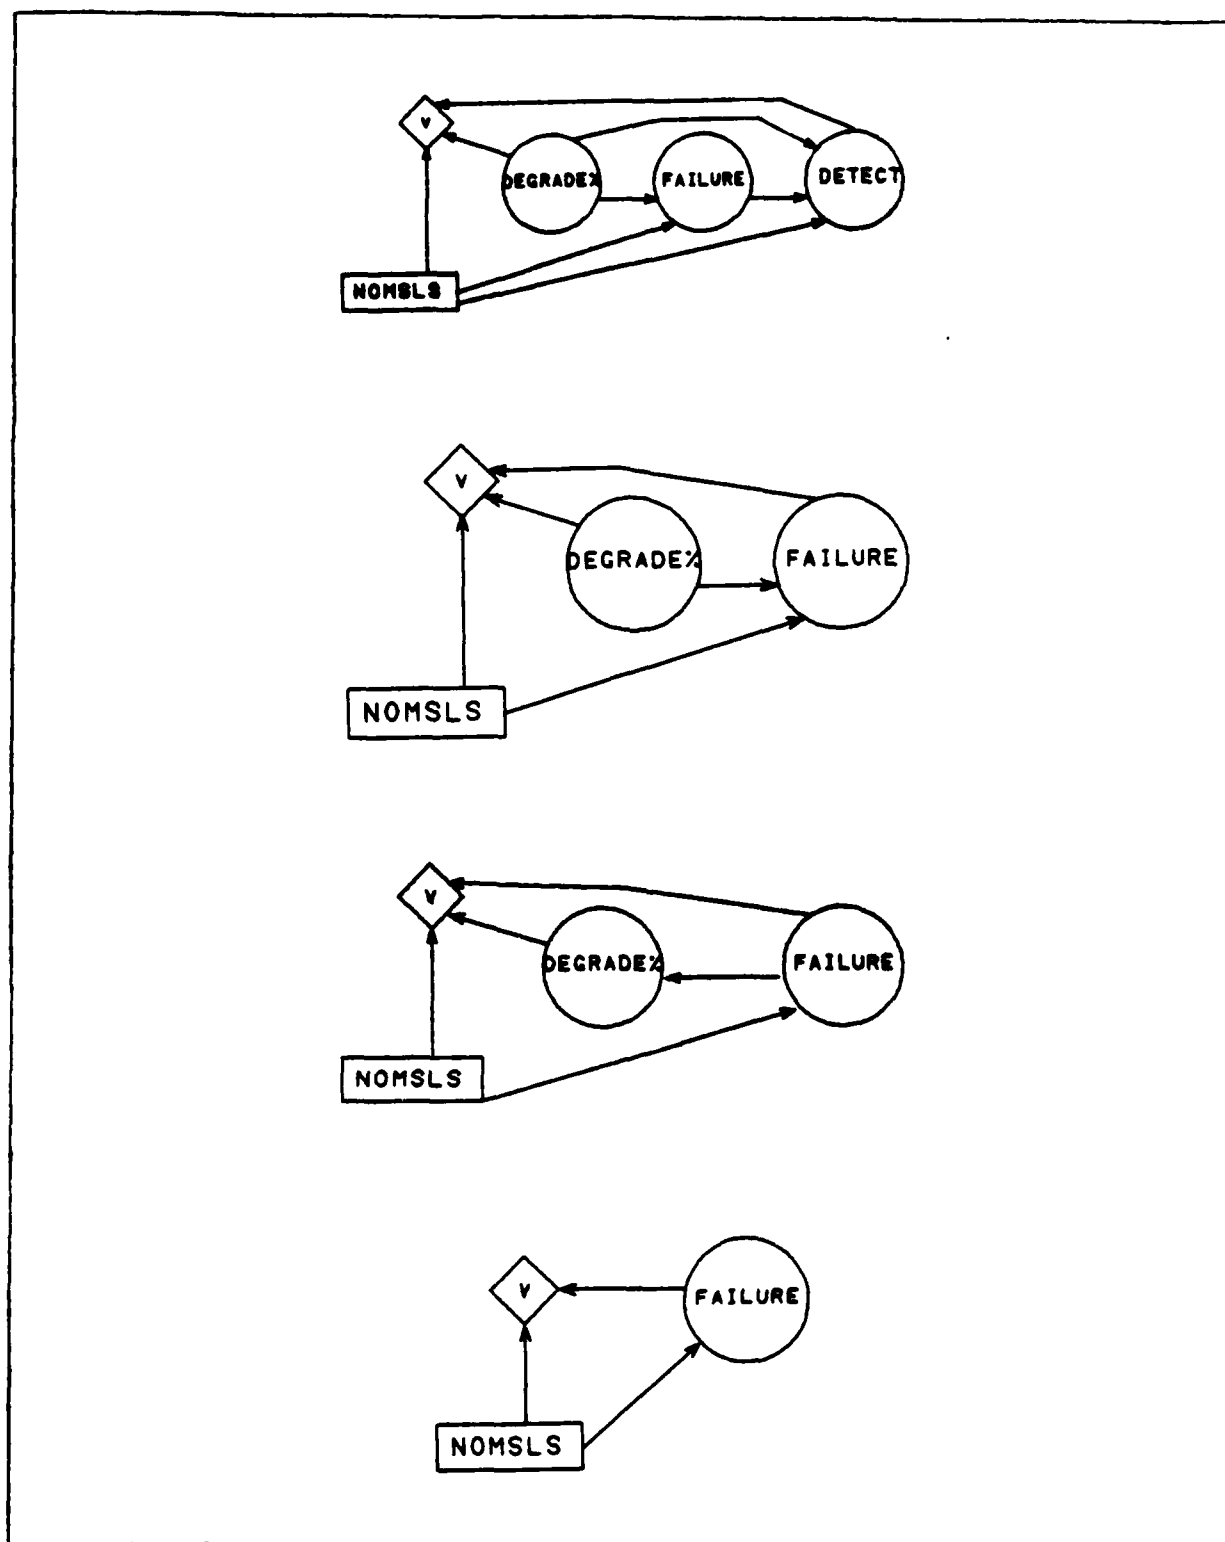 V
DEGRADE% FAILURE DETECT
NOMSLS
V
DEGRADE% FAILURE
NOMSLS
V
DEGRADE% FAILURE
NOMSLS
V
FAILURE
NOMSLS